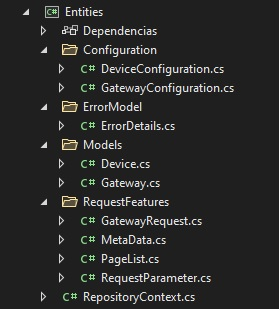 Entities
Dependencias
Configuration
DeviceConfiguration.cs
GatewayConfiguration.cs
ErrorModel
ErrorDetails.cs
Models
Device.cs
Gateway.cs
RequestFeatures
GatewayRequest.cs
MetaData.cs
PageList.cs
RequestParameter.cs
RepositoryContext.cs